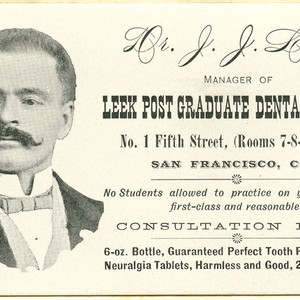 Dr. J. J. L
MANAGER OF
LEEK POST GRADUATE DENTA
No. 1 Fifth Street, (Rooms 7-8-
SAN FRANCISCO, C
No Students allowed to practice on y
first-class and reasonable
CONSULTATION
6-oz. Bottle, Guaranteed Perfect Tooth
Neuralgia Tablets, Harmless and Good, 2